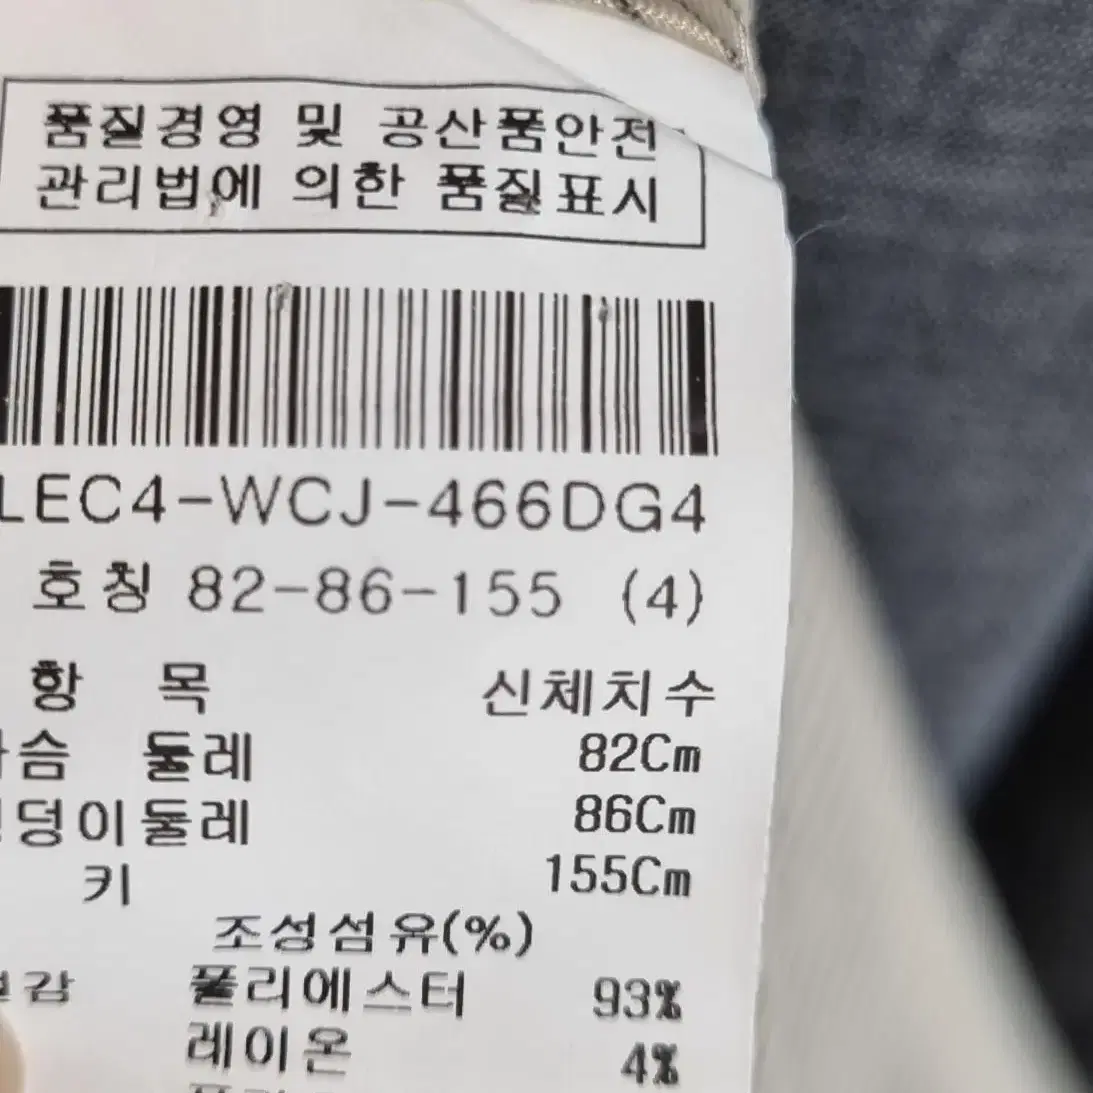 품질경영 및 공산품안전
관리법에 의한 품질표시
LEC4-WCJ-466DG4
호칭 82-86-155 (4)
항 목 신체치수
가슴 둘레 82Cm
엉덩이둘레 86Cm
키 155Cm
조성섬유(%)
폴리에스터 93%
레이온 4%